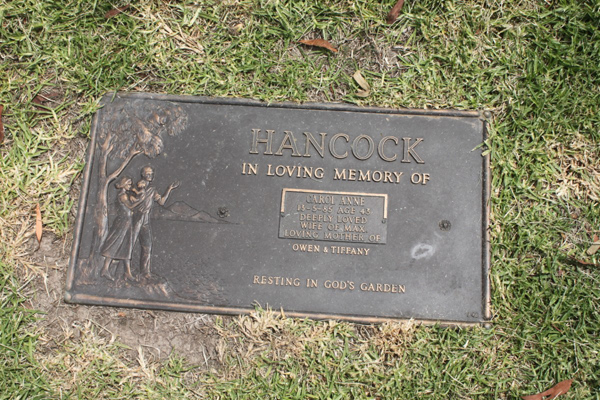 HANCOCK
IN LOVING MEMORY OF
CAROL ANNE
DEEPLY LOVED
WIFE OF MAX
LOVING MOTHER OF
OWEN & TIFFANY
RESTING IN GOD'S GARDEN